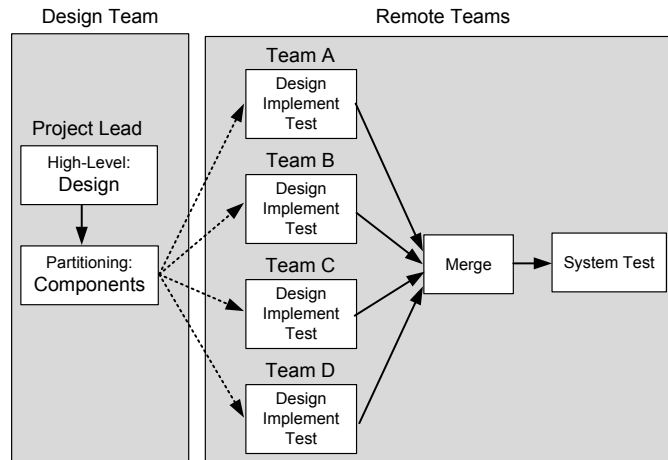 Design Team
Remote Teams
Project Lead
High-Level:
Design
Partitioning:
Components
Team A
Design
Implement
Test
Team B
Design
Implement
Test
Team C
Design
Implement
Test
Team D
Design
Implement
Test
Merge
System Test